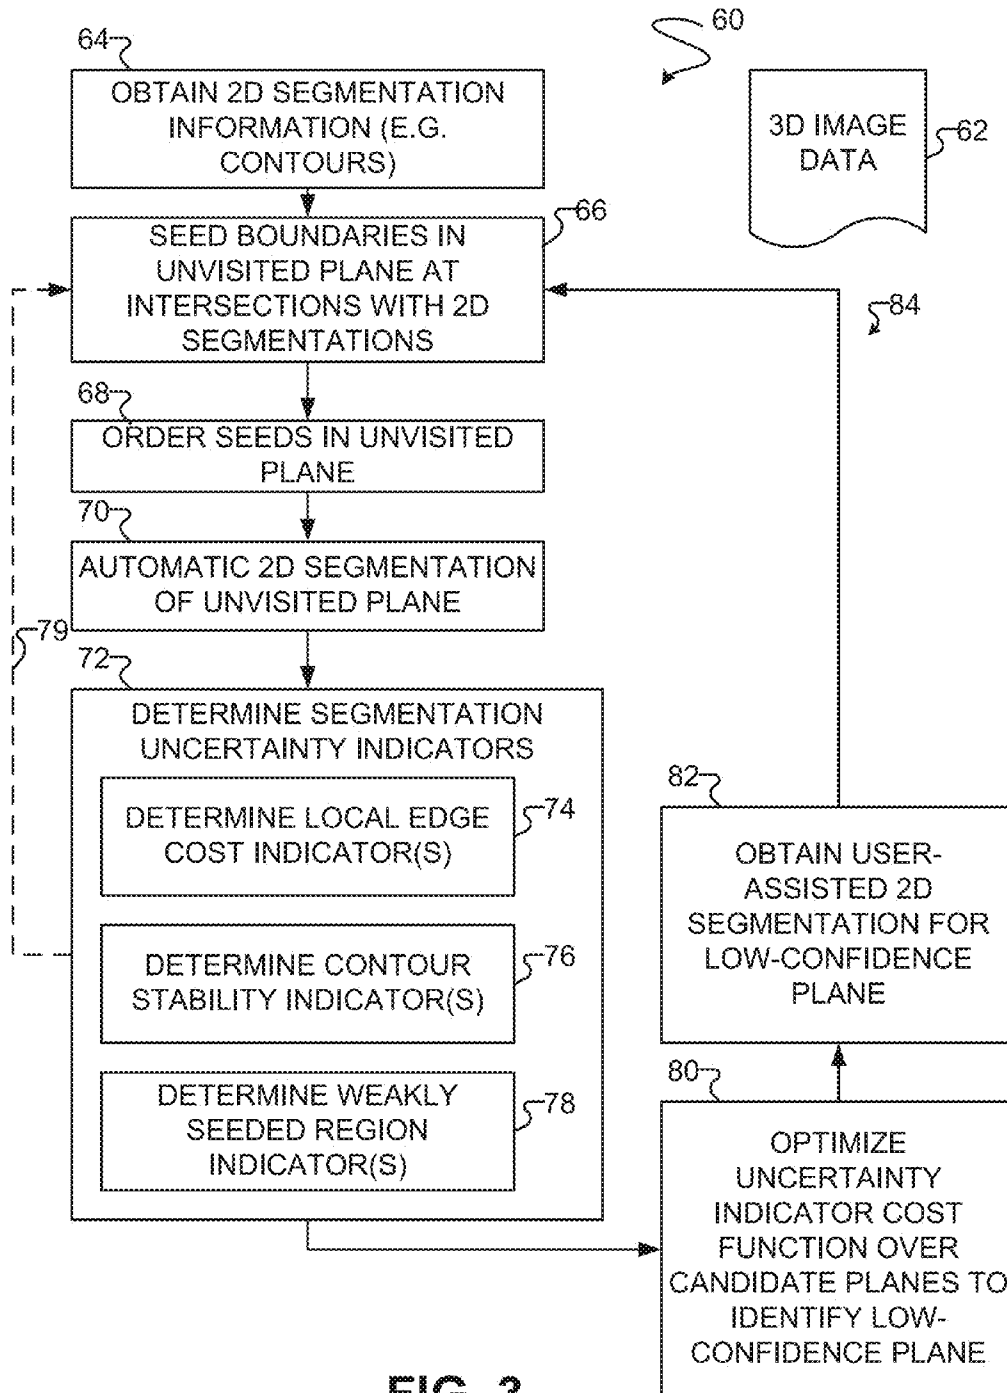 60
64
OBTAIN 2D SEGMENTATION
INFORMATION (E.G.
CONTOURS)
3D IMAGE
DATA
62
66
SEED BOUNDARIES IN
UNVISITED PLANE AT
INTERSECTIONS WITH 2D
SEGMENTATIONS
84
68
ORDER SEEDS IN UNVISITED
PLANE
70
AUTOMATIC 2D SEGMENTATION
OF UNVISITED PLANE
79
72
DETERMINE SEGMENTATION
UNCERTAINTY INDICATORS
DETERMINE LOCAL EDGE
COST INDICATOR(S)
74
DETERMINE CONTOUR
STABILITY INDICATOR(S)
76
DETERMINE WEAKLY
SEEDED REGION
INDICATOR(S)
78
82
OBTAIN USER-
ASSISTED 2D
SEGMENTATION FOR
LOW-CONFIDENCE
PLANE
80
OPTIMIZE
UNCERTAINTY
INDICATOR COST
FUNCTION OVER
CANDIDATE PLANES TO
IDENTIFY LOW-
CONFIDENCE PLANE
FIG.